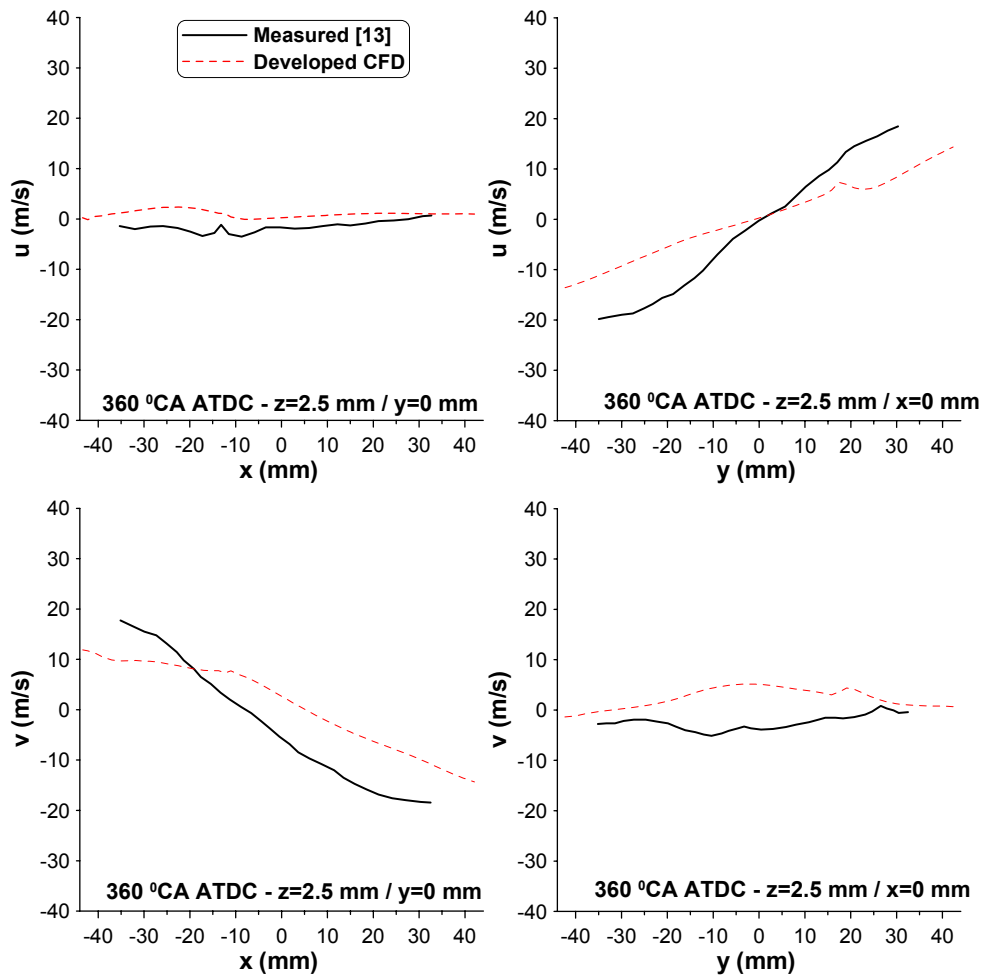 40
30
20
10
0
-10
-20
-30
-40
u (m/s)
Measured [13]
Developed CFD
360 ⁰CA ATDC - z=2.5 mm / y=0 mm
-40 -30 -20 -10 0 10 20 30 40
x (mm)
40
30
20
10
0
-10
-20
-30
-40
u (m/s)
360 ⁰CA ATDC - z=2.5 mm / x=0 mm
-40 -30 -20 -10 0 10 20 30 40
y (mm)
40
30
20
10
0
-10
-20
-30
-40
v (m/s)
360 ⁰CA ATDC - z=2.5 mm / y=0 mm
-40 -30 -20 -10 0 10 20 30 40
x (mm)
40
30
20
10
0
-10
-20
-30
-40
v (m/s)
360 ⁰CA ATDC - z=2.5 mm / x=0 mm
-40 -30 -20 -10 0 10 20 30 40
y (mm)